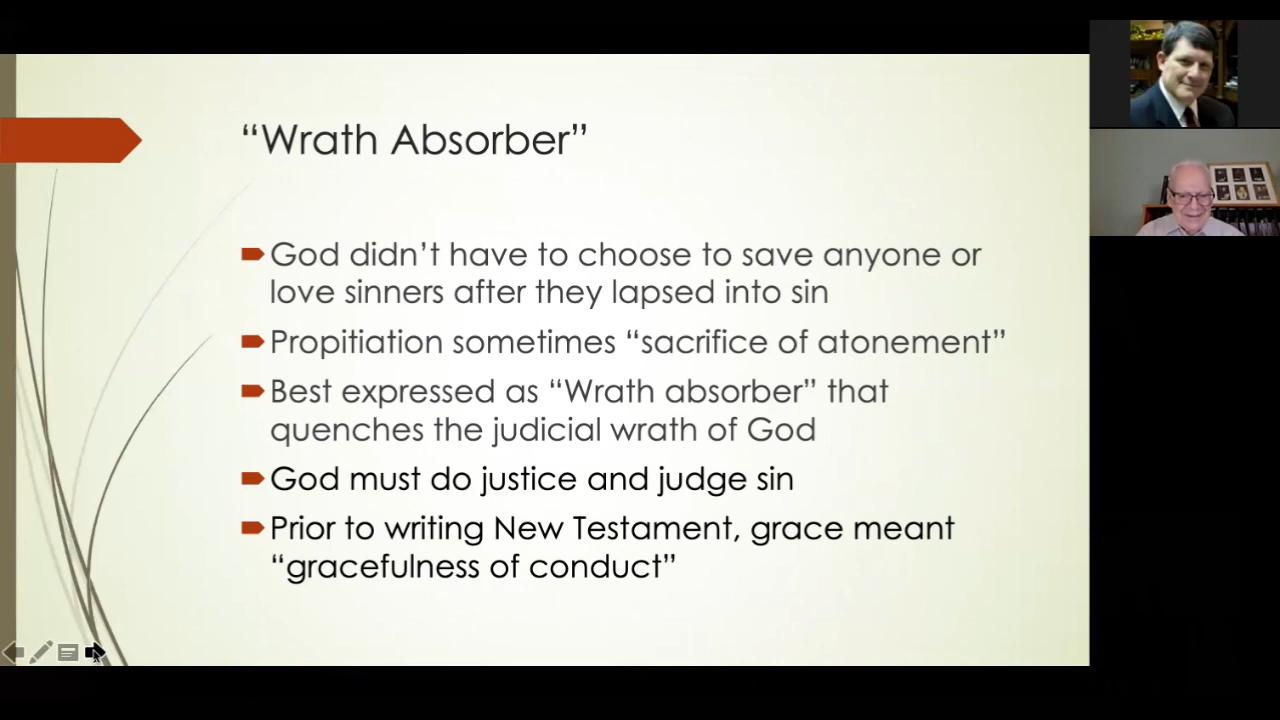 “Wrath Absorber”
God didn’t have to choose to save anyone or
love sinners after they lapsed into sin
Propitiation sometimes “sacrifice of atonement”
Best expressed as “Wrath absorber” that
quenches the judicial wrath of God
God must do justice and judge sin
Prior to writing New Testament, grace meant
“gracefulness of conduct”